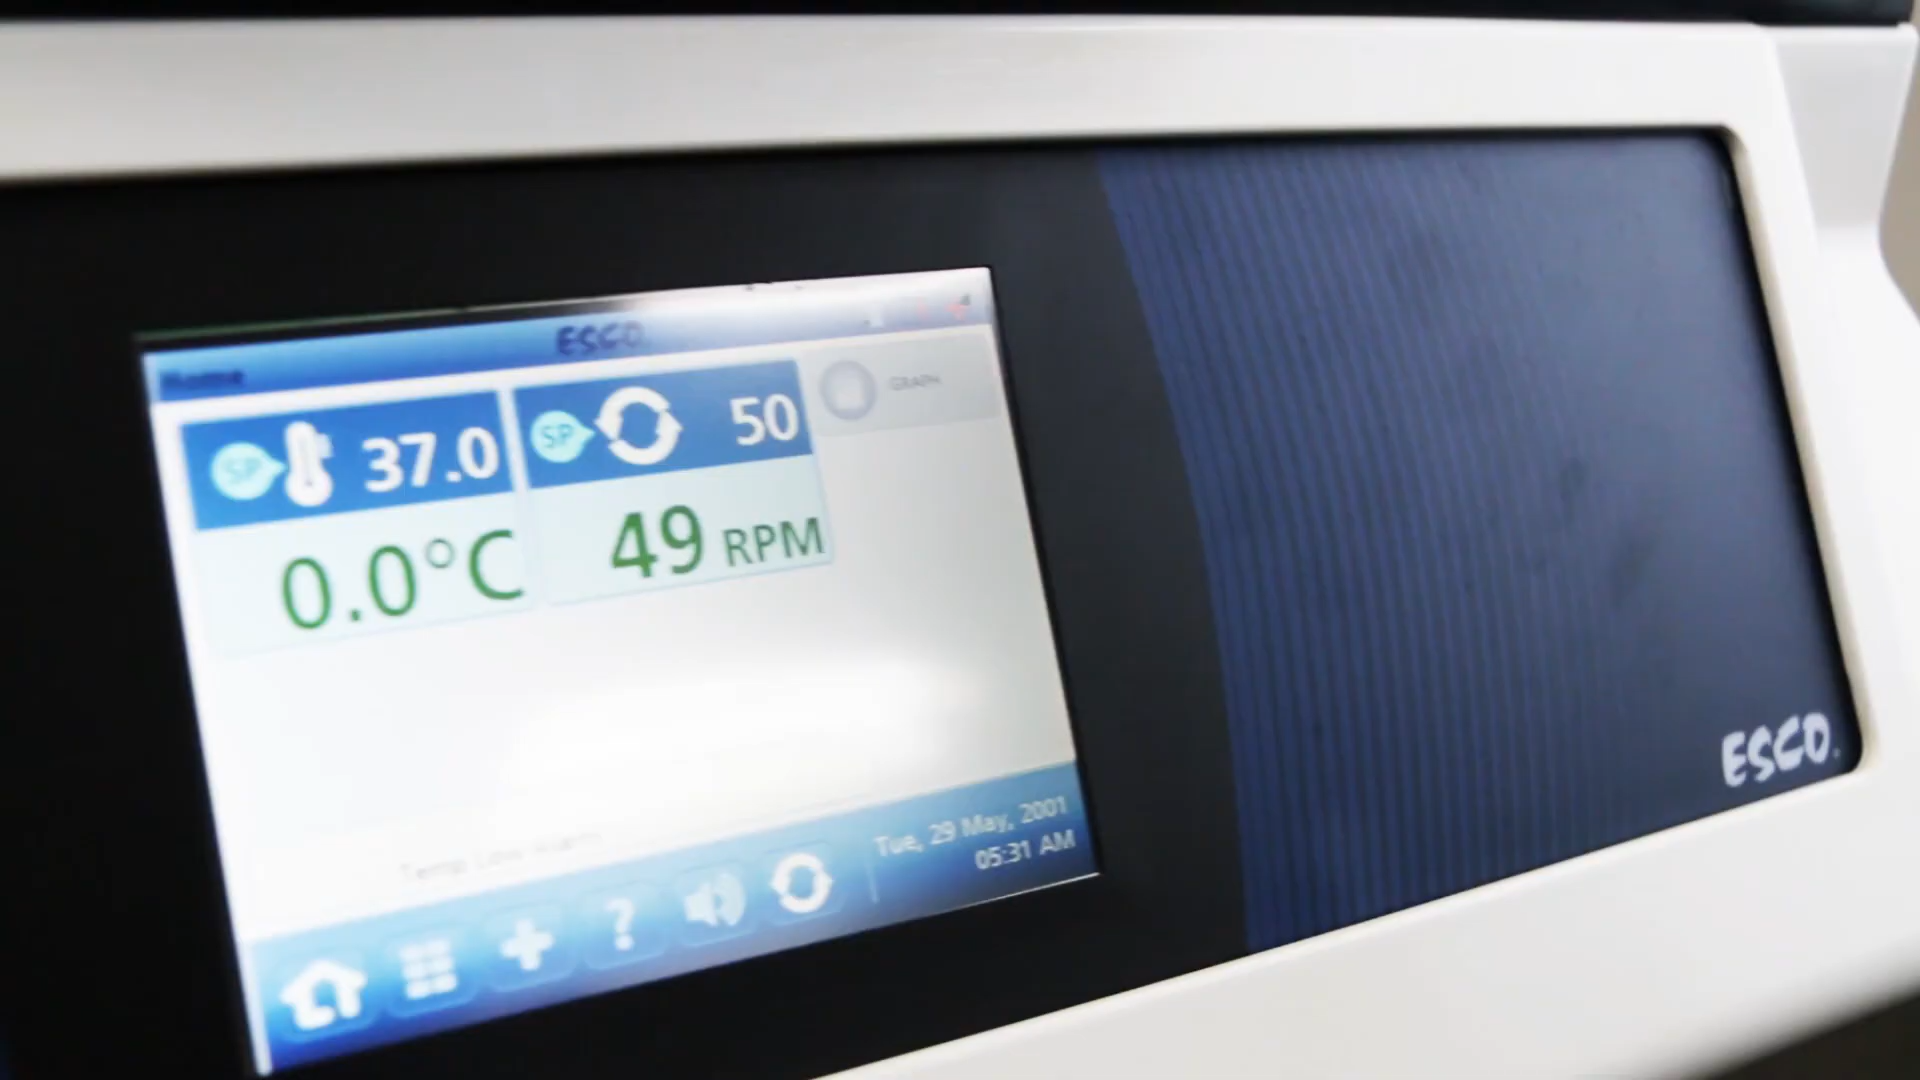 ESCO
Home
SP 37.0
SP 50
GRAPH
0.0°C
49 RPM
Temp Low Alarm
?
Tue, 29 May, 2001
05:31 AM
ESCO.